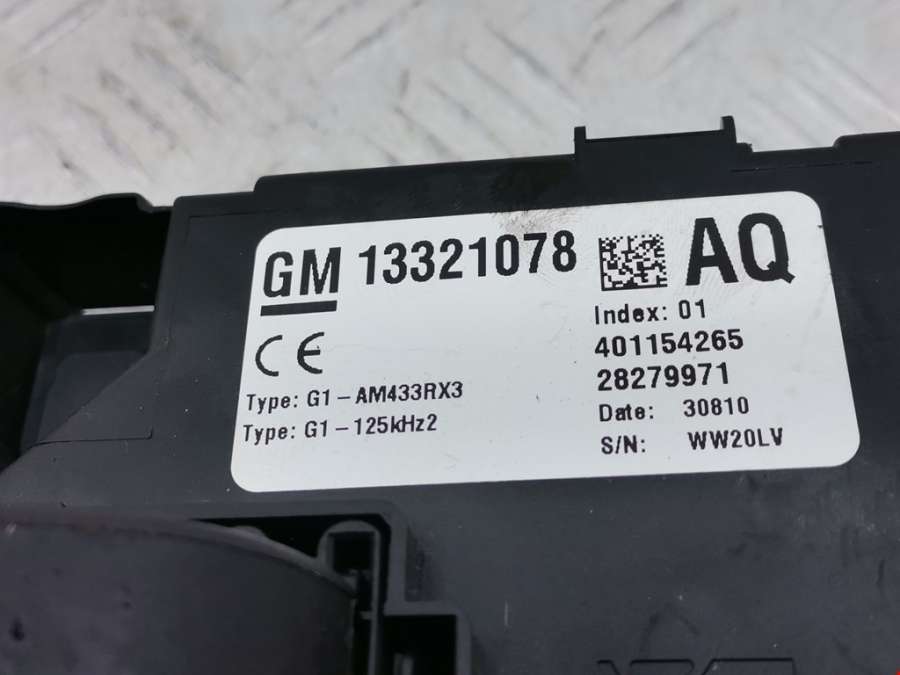 GM 13321078 AQ
Index: 01
401154265
28279971
CE
Type: G1-AM433RX3
Type: G1-125kHz2
Date: 30810
S/N: WW20LV